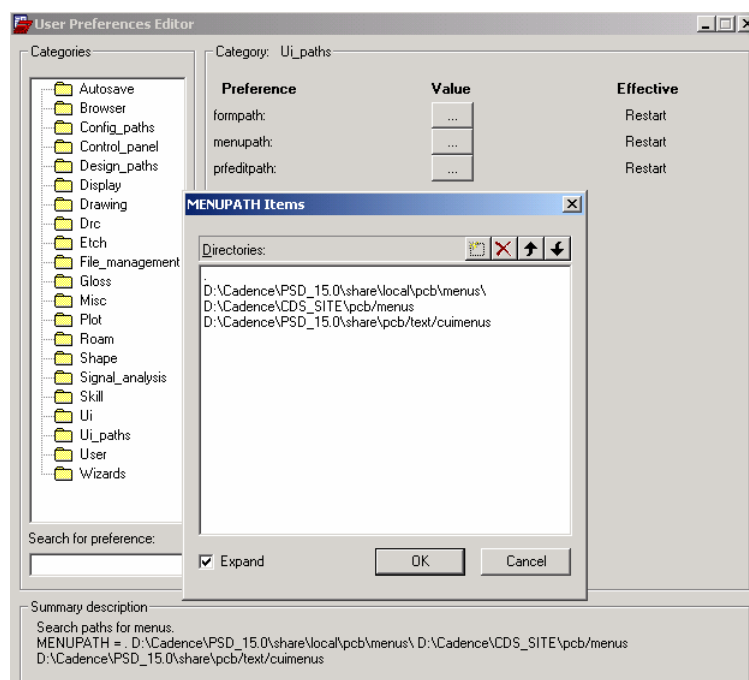 User Preferences Editor
Categories
Category: Ui_paths
Autosave
Browser
Config_paths
Control_panel
Design_paths
Display
Drawing
Drc
Etch
File_management
Gloss
Misc
Plot
Roam
Shape
Signal_analysis
Skill
Ui
Ui_paths
User
Wizards
Preference Value Effective
formpath: ... Restart
menupath: ... Restart
prfeditpath: ... Restart
MENUPATH Items
Directories:
.
D:\Cadence\PSD_15.0\share\local\pcb\menus\
D:\Cadence\CDS_SITE\pcb/menus
D:\Cadence\PSD_15.0\share\pcb/text/cuimenus
Expand
OK
Cancel
Search for preference:
Summary description
Search paths for menus.
MENUPATH = . D:\Cadence\PSD_15.0\share\local\pcb\menus\ D:\Cadence\CDS_SITE\pcb/menus
D:\Cadence\PSD_15.0\share\pcb/text/cuimenus